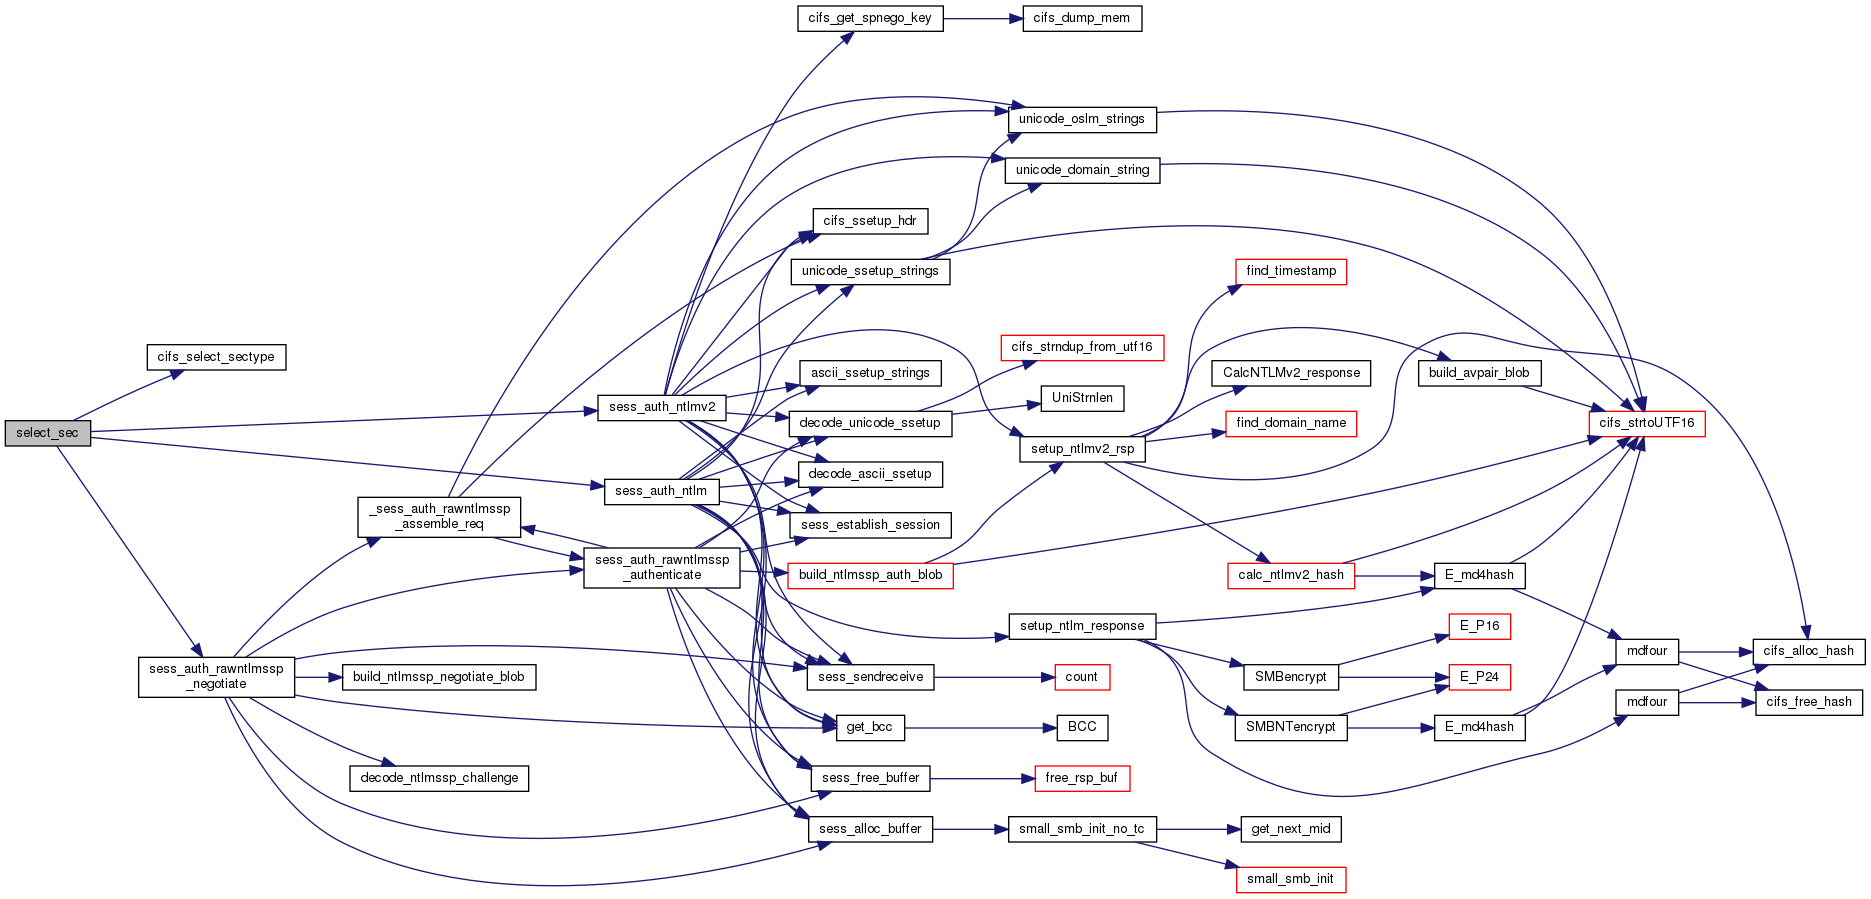 cifs_get_spnego_key
cifs_dump_mem
unicode_oslm_strings
unicode_domain_string
cifs_ssetup_hdr
unicode_ssetup_strings
find_timestamp
cifs_select_sectype
cifs_strndup_from_utf16
ascii_ssetup_strings
CalcNTLMv2_response
build_avpair_blob
UniStrnlen
sess_auth_ntlmv2
decode_unicode_ssetup
find_domain_name
cifs_strtoUTF16
select_sec
setup_ntlmv2_rsp
decode_ascii_ssetup
sess_auth_ntlm
_sess_auth_rawntlmssp
_assemble_req
sess_establish_session
sess_auth_rawntlmssp
_authenticate
build_ntlmssp_auth_blob
calc_ntlmv2_hash
E_md4hash
setup_ntlm_response
E_P16
mdfour
cifs_alloc_hash
sess_auth_rawntlmssp
_negotiate
build_ntlmssp_negotiate_blob
sess_sendreceive
count
SMBencrypt
E_P24
mdfour
cifs_free_hash
get_bcc
BCC
SMBNTencrypt
E_md4hash
decode_ntlmssp_challenge
sess_free_buffer
free_rsp_buf
sess_alloc_buffer
small_smb_init_no_tc
get_next_mid
small_smb_init